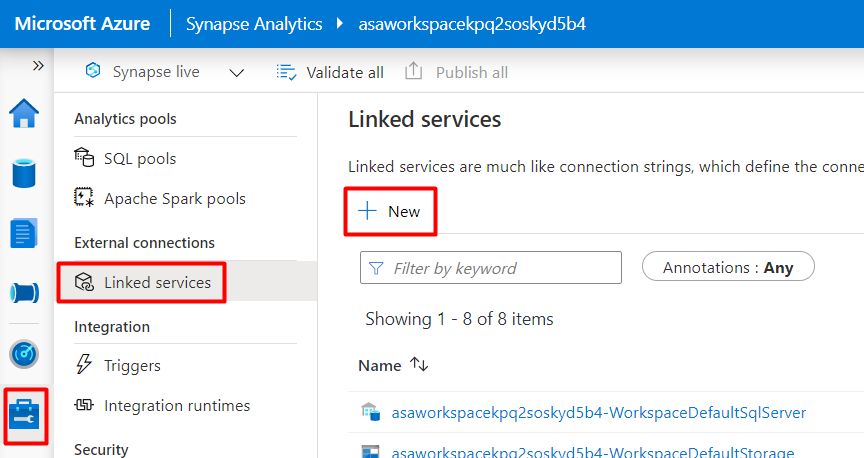 Microsoft Azure Synapse Analytics asaworkspacekpq2soskyd5b4
Synapse live Validate all Publish all
Analytics pools
SQL pools
Apache Spark pools
External connections
Linked services
Integration
Triggers
Integration runtimes
Security
Linked services
Linked services are much like connection strings, which define the conne
New
Filter by keyword
Annotations : Any
Showing 1 - 8 of 8 items
Name
asaworkspacekpq2soskyd5b4-WorkspaceDefaultSqlServer
asaworkspacekpq2soskyd5b4-WorkspaceDefaultStorage